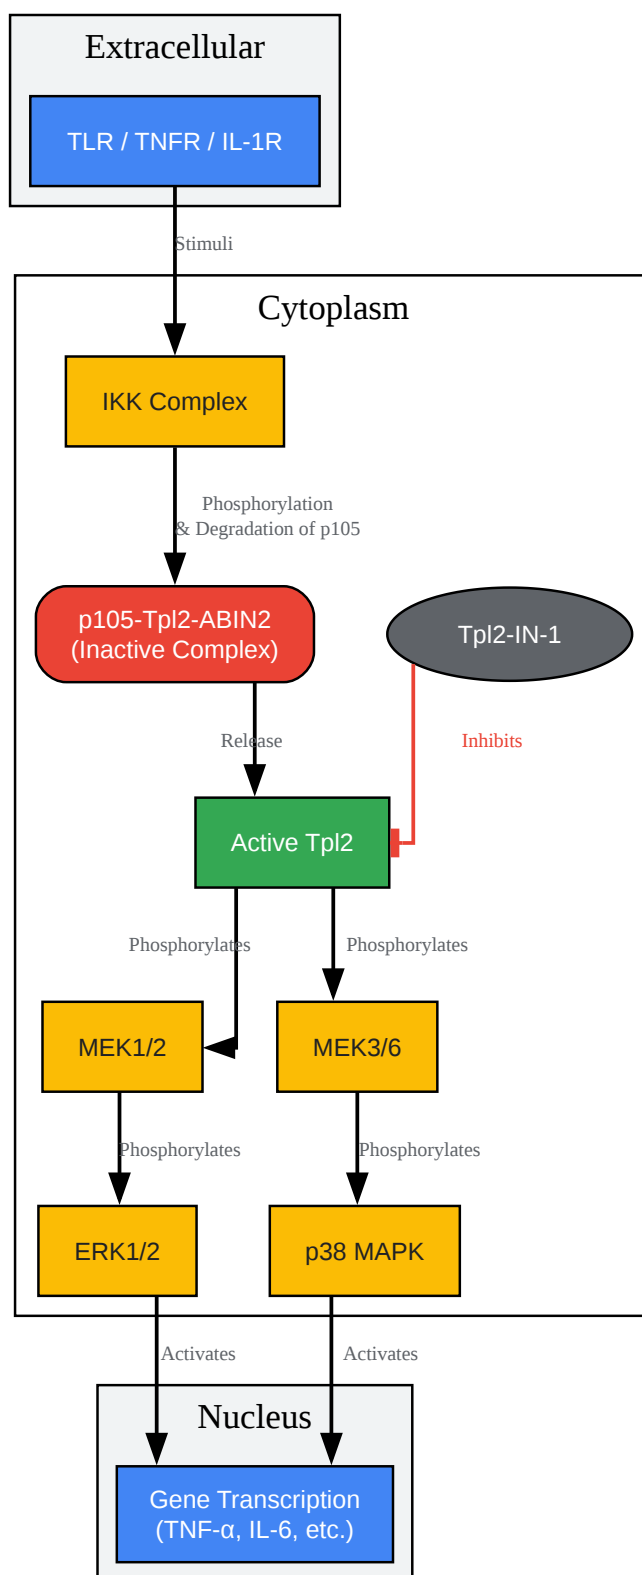 Extracellular
TLR / TNFR / IL-1R
Stimuli
Cytoplasm
IKK Complex
Phosphorylation
& Degradation of p105
p105-Tpl2-ABIN2
(Inactive Complex)
Tpl2-IN-1
Release
Inhibits
Active Tpl2
Phosphorylates
Phosphorylates
MEK1/2
MEK3/6
Phosphorylates
Phosphorylates
ERK1/2
p38 MAPK
Activates
Activates
Nucleus
Gene Transcription
(TNF-α, IL-6, etc.)